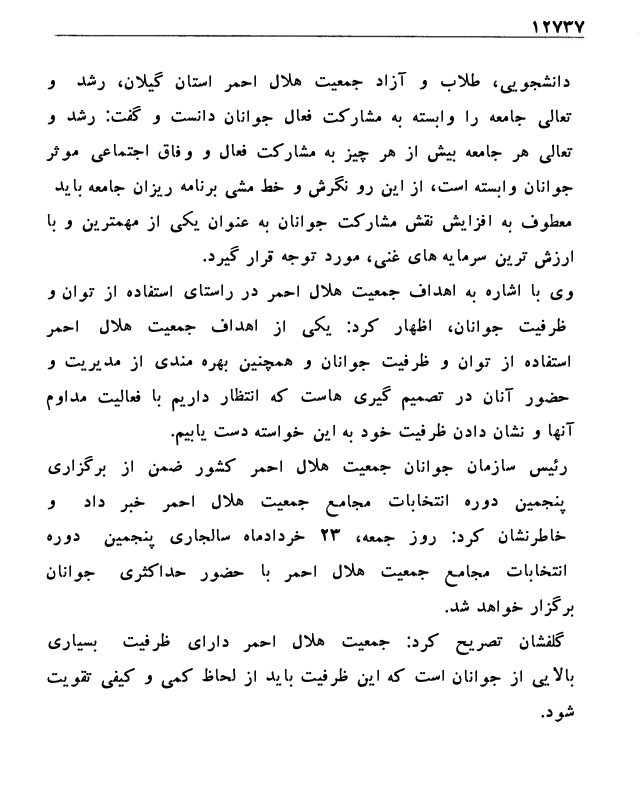 ۱۲۷۳۷
دانشجویی، طلاب و آزاد جمعیت هلال احمر استان گیلان، رشد و
تعالی جامعه را وابسته به مشارکت فعال جوانان دانست و گفت: رشد و
تعالی هر جامعه بیش از هر چیز به مشارکت فعال و وفاق اجتماعی موثر
جوانان وابسته است، از این رو نگرش و خط مشی برنامه ریزان جامعه باید
معطوف به افزایش نقش مشارکت جوانان به عنوان یکی از مهمترین و با
ارزش ترین سرمایه های غنی، مورد توجه قرار گیرد.
وی با اشاره به اهداف جمعیت هلال احمر در راستای استفاده از توان و
ظرفیت جوانان، اظهار کرد: یکی از اهداف جمعیت هلال احمر
استفاده از توان و ظرفیت جوانان و همچنین بهره مندی از مدیریت و
حضور آنان در تصمیم گیری هاست که انتظار داریم با فعالیت مداوم
آنها و نشان دادن ظرفیت خود به این خواسته دست یابیم.
رئیس سازمان جوانان جمعیت هلال احمر کشور ضمن از برگزاری
پنجمین دوره انتخابات مجامع جمعیت هلال احمر خبر داد و
خاطرنشان کرد: روز جمعه، ۲۳ خردادماه سالجاری پنجمین دوره
انتخابات مجامع جمعیت هلال احمر با حضور حداکثری جوانان
برگزار خواهد شد.
گلفشان تصریح کرد: جمعیت هلال احمر دارای ظرفیت بسیاری
بالایی از جوانان است که این ظرفیت باید از لحاظ کمی و کیفی تقویت
شود.